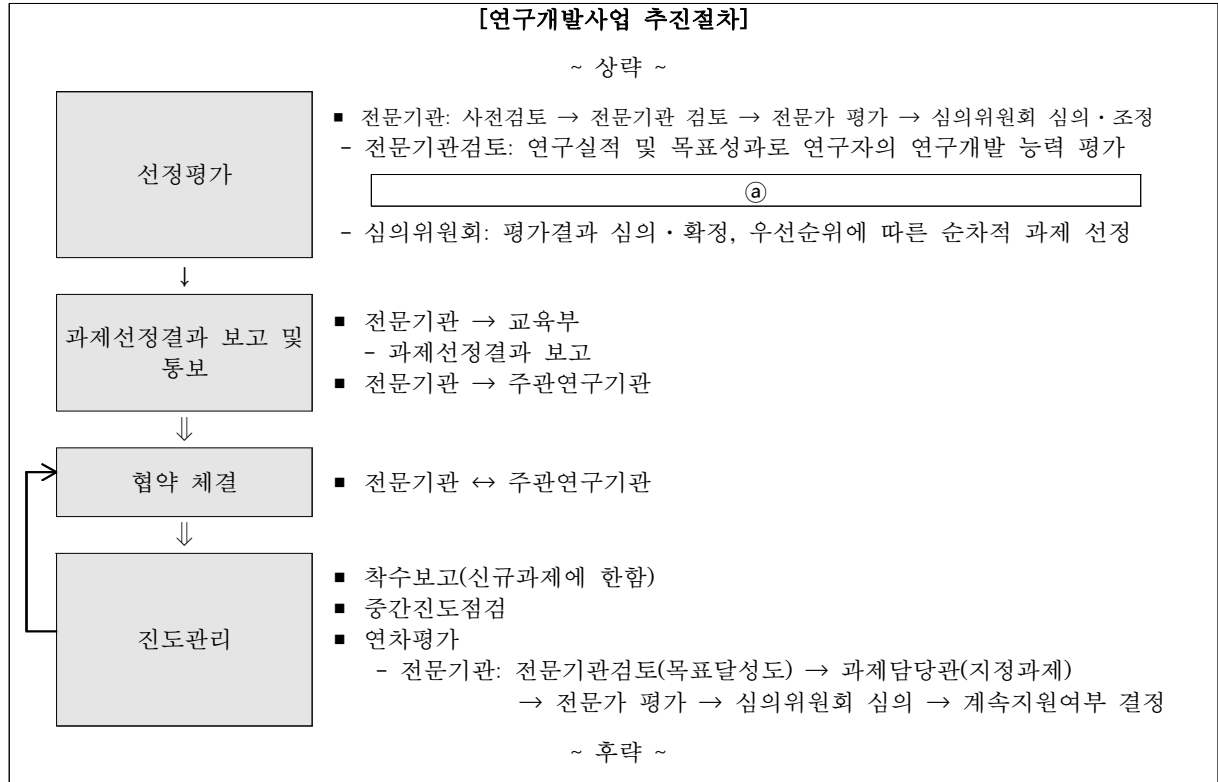 [연구개발사업 추진절차]
~ 상략 ~
선정평가
■ 전문기관: 사전검토 → 전문기관 검토 → 전문가 평가 → 심의위원회 심의・조정
- 전문기관검토: 연구실적 및 목표성과로 연구자의 연구개발 능력 평가
ⓐ
- 심의위원회: 평가결과 심의・확정, 우선순위에 따른 순차적 과제 선정
↓
과제선정결과 보고 및
통보
■ 전문기관 → 교육부
- 과제선정결과 보고
■ 전문기관 → 주관연구기관
⇓
협약 체결
■ 전문기관 ↔ 주관연구기관
⇓
진도관리
■ 착수보고(신규과제에 한함)
■ 중간진도점검
■ 연차평가
- 전문기관: 전문기관검토(목표달성도) → 과제담당관(지정과제)
→ 전문가 평가 → 심의위원회 심의 → 계속지원여부 결정
~ 후략 ~